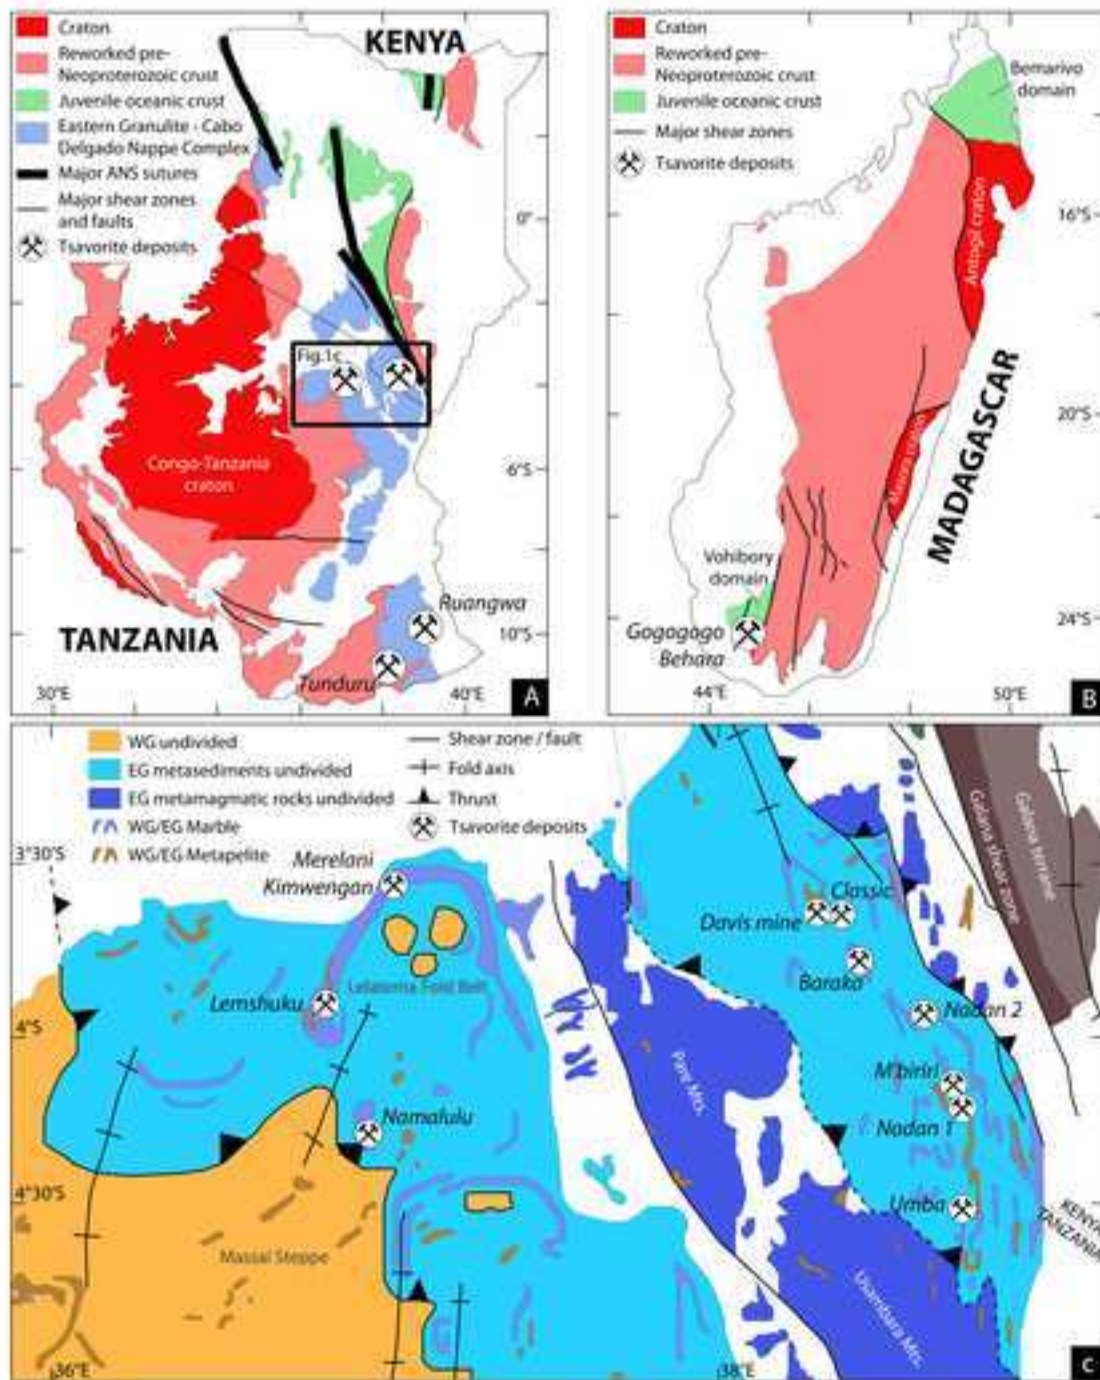 KENYA
Craton
Reworked pre-
Neoproterozoic crust
Juvenile oceanic crust
Eastern Granulite - Cabo
Delgado Nappe Complex
Major ANS sutures
Major shear zones
and faults
Tsavorite deposits
0°
Fig.1c
Congo-Tanzania
craton
6°S
Ruangwa
TANZANIA
10°S
Tunduru
30°E
40°E
A
Craton
Reworked pre-
Neoproterozoic crust
Juvenile oceanic crust
Major shear zones
Tsavorite deposits
Bemarivo
domain
16°S
Antogil craton
MADAGASCAR
20°S
Masora craton
Vohibory
domain
24°S
Gogogogo
Behara
44°E
50°E
B
WG undivided
EG metasediments undivided
EG metamagmatic rocks undivided
WG/EG Marble
WG/EG Metapelite
Shear zone / fault
Fold axis
Thrust
Tsavorite deposits
3°30'S
Merelani
Kimwengan
Galana shear zone
Galana terrane
Classic
Davis mine
Baraka
Lemshuku
Lelatema Fold Belt
Nadan 2
4°S
Pare Mts.
M'biriri
Namalulu
Nadan 1
4°30'S
Umba
KENYA
TANZANIA
Massai Steppe
Usambara Mts.
36°E
38°E
C